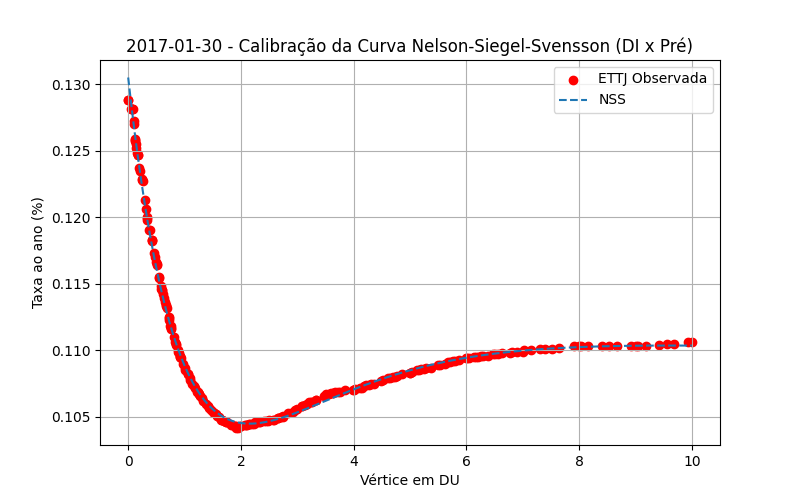 2017-01-30 - Calibração da Curva Nelson-Siegel-Svensson (DI x Pré)
ETTJ Observada
NSS
Taxa ao ano (%)
0.130
0.125
0.120
0.115
0.110
0.105
0 2 4 6 8 10
Vértice em DU